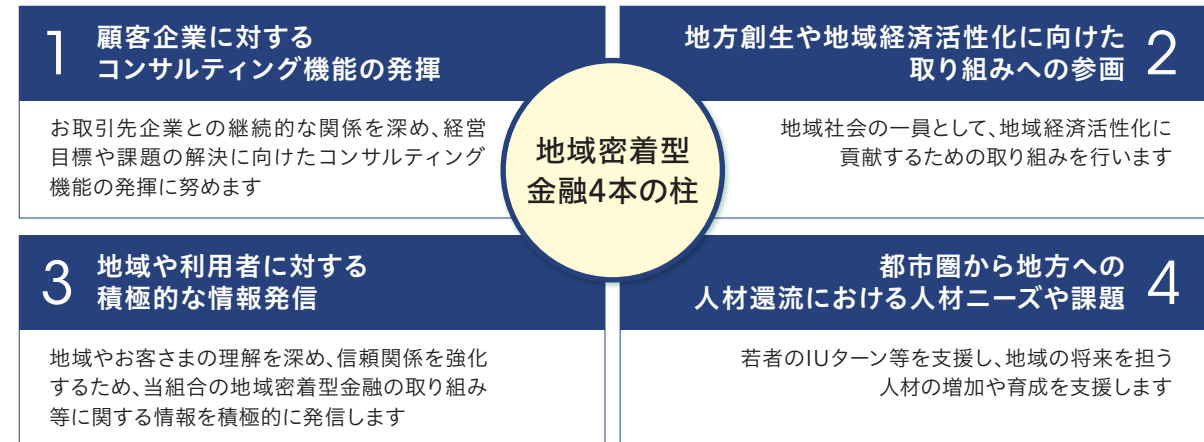 1
顧客企業に対する
コンサルティング機能の発揮
お取引先企業との継続的な関係を深め、経営
目標や課題の解決に向けたコンサルティング
機能の発揮に努めます
地方創生や地域経済活性化に向けた
取り組みへの参画
2
地域社会の一員として、地域経済活性化に
貢献するための取り組みを行います
地域密着型
金融4本の柱
3
地域や利用者に対する
積極的な情報発信
地域やお客さまの理解を深め、信頼関係を強化
するため、当組合の地域密着型金融の取り組み
等に関する情報を積極的に発信します
都市圏から地方への
人材還流における人材ニーズや課題
4
若者のIUターン等を支援し、地域の将来を担う
人材の増加や育成を支援します